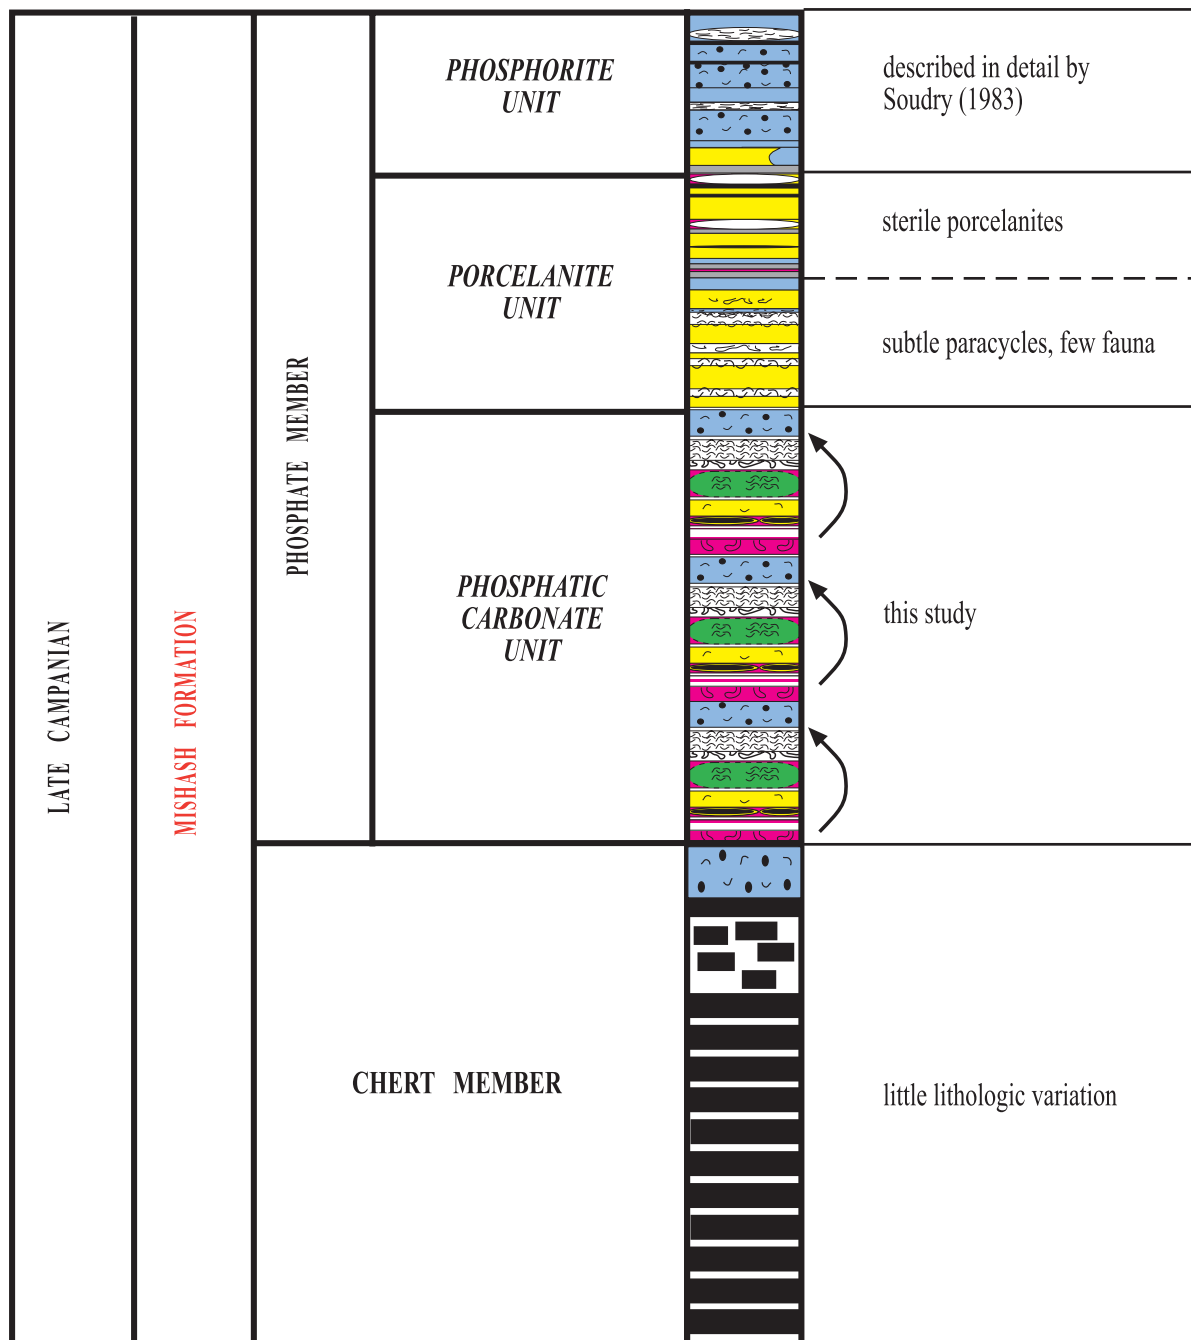 LATE CAMPANIAN
MISHASH FORMATION
PHOSPHATE MEMBER
PHOSPHORITE
UNIT
described in detail by
Soudry (1983)
PORCELANITE
UNIT
sterile porcelanites
subtle paracycles, few fauna
PHOSPHATIC
CARBONATE
UNIT
this study
CHERT MEMBER
little lithologic variation